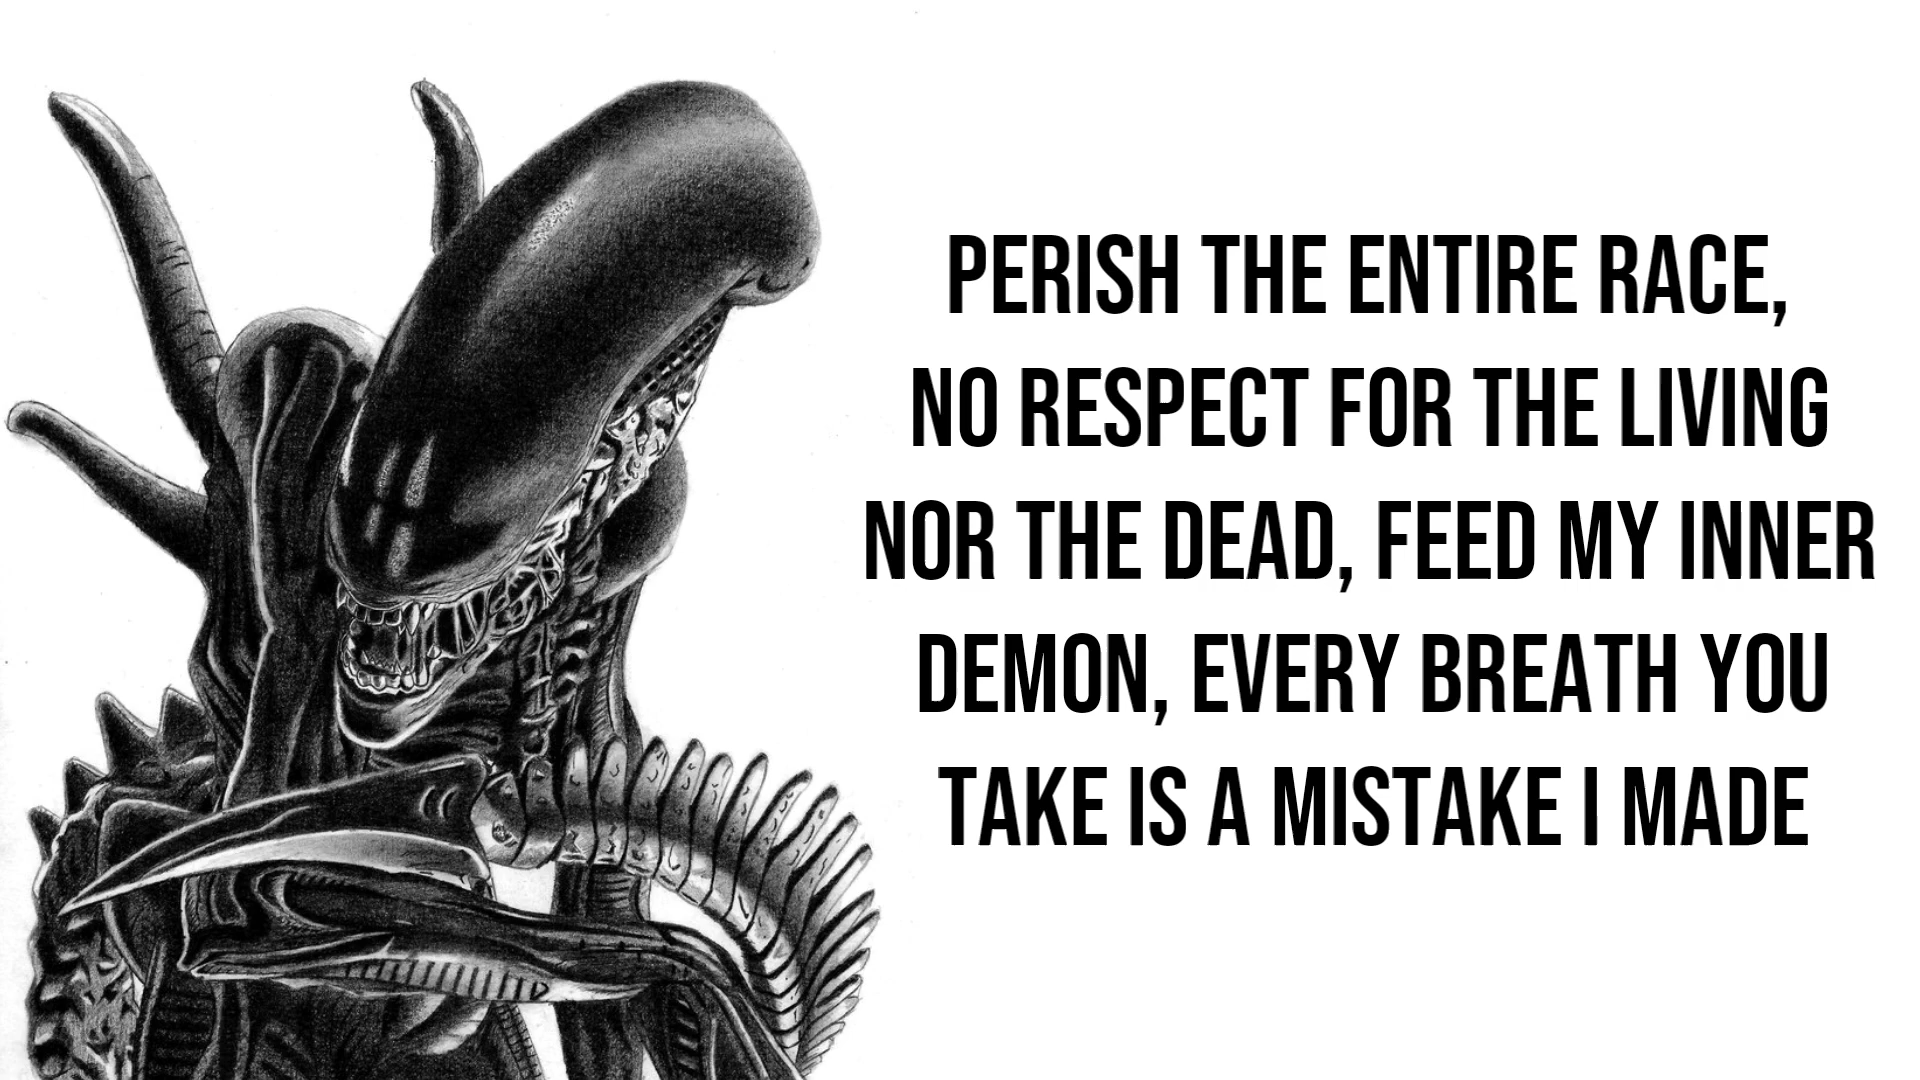 PERISH THE ENTIRE RACE,
NO RESPECT FOR THE LIVING
NOR THE DEAD, FEED MY INNER
DEMON, EVERY BREATH YOU
TAKE IS A MISTAKE I MADE